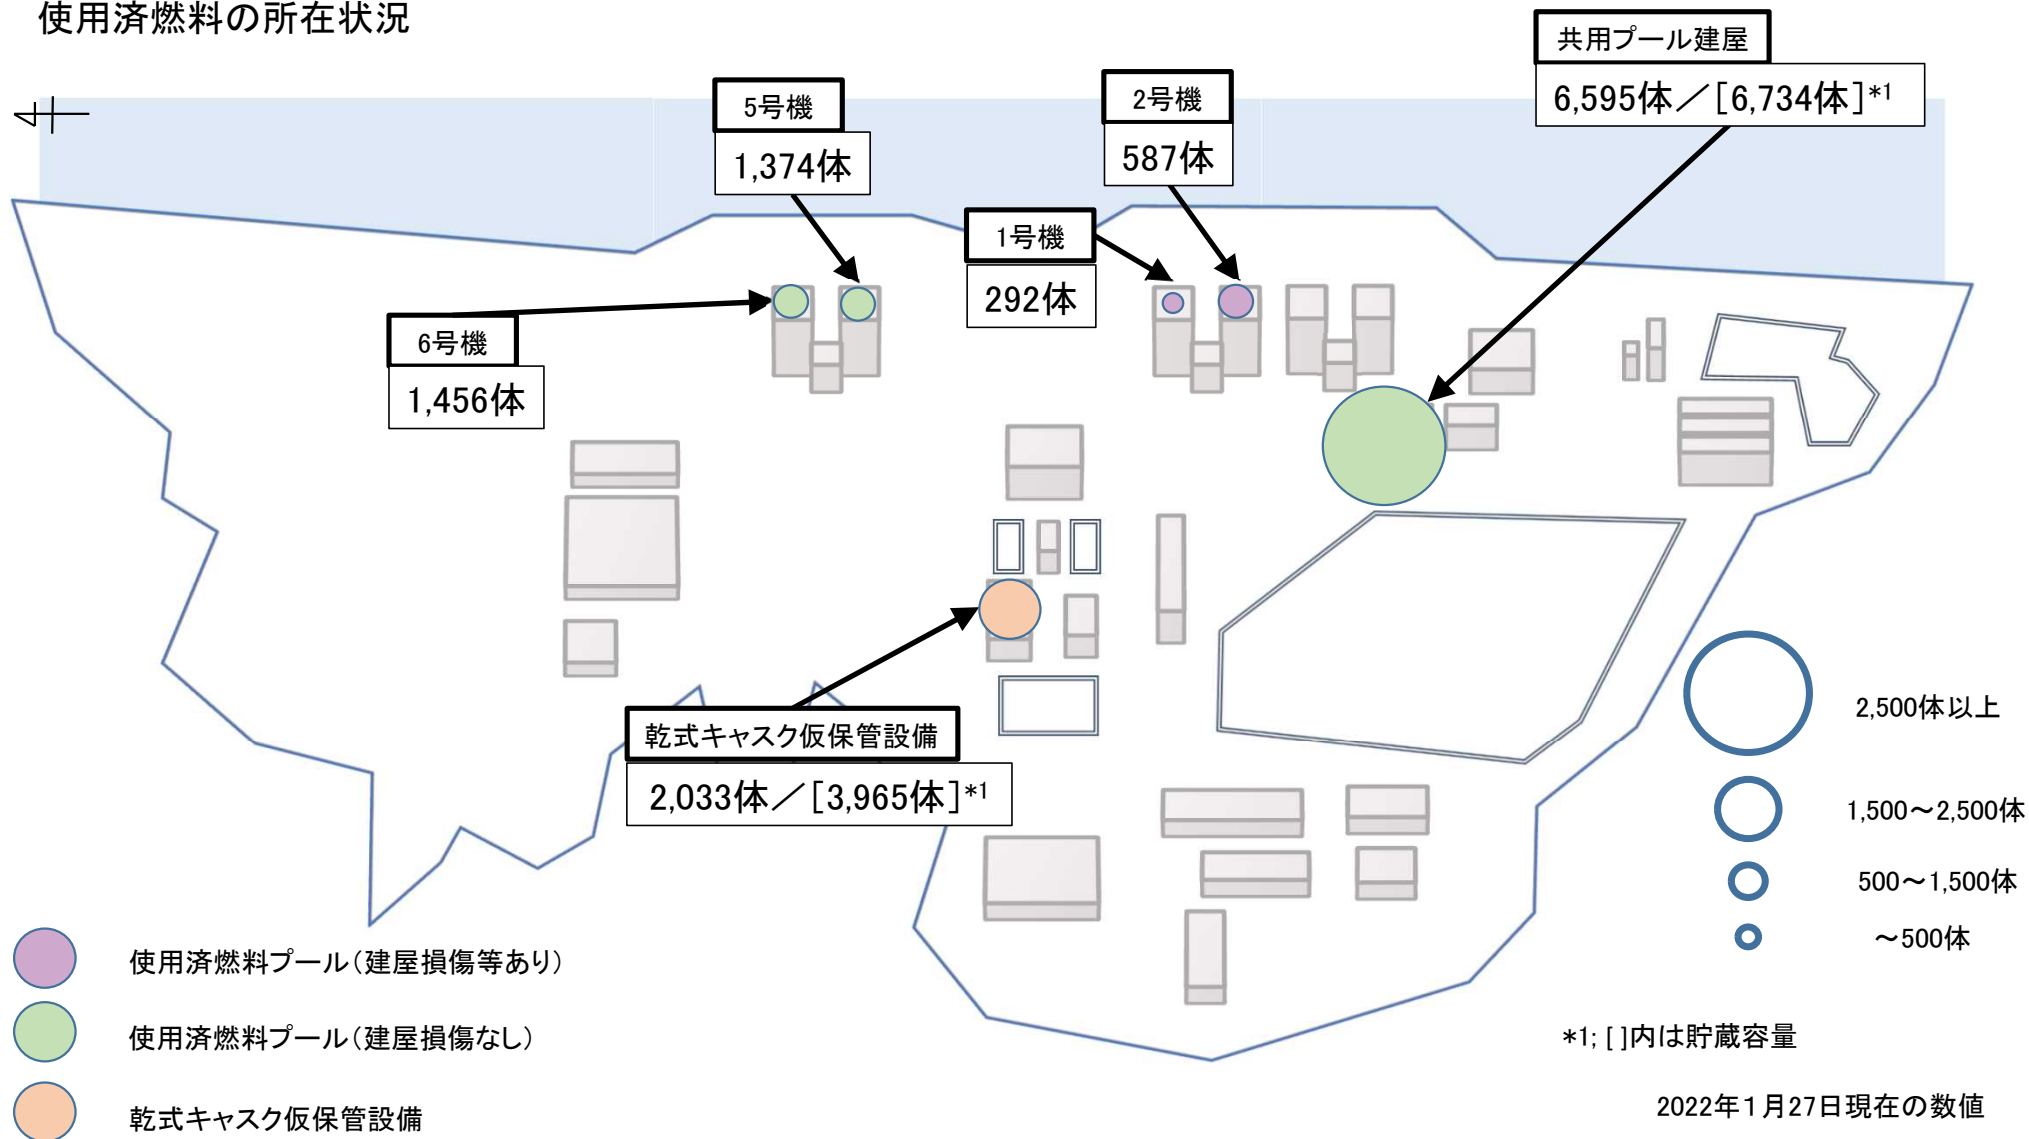 使用済燃料の所在状況
共用プール建屋
6,595体／[6,734体]*1
5号機
1,374体
2号機
587体
1号機
292体
6号機
1,456体
乾式キャスク仮保管設備
2,033体／[3,965体]*1
2,500体以上
1,500～2,500体
500～1,500体
～500体
使用済燃料プール（建屋損傷等あり）
使用済燃料プール（建屋損傷なし）
乾式キャスク仮保管設備
*1; [ ]内は貯蔵容量
2022年1月27日現在の数値